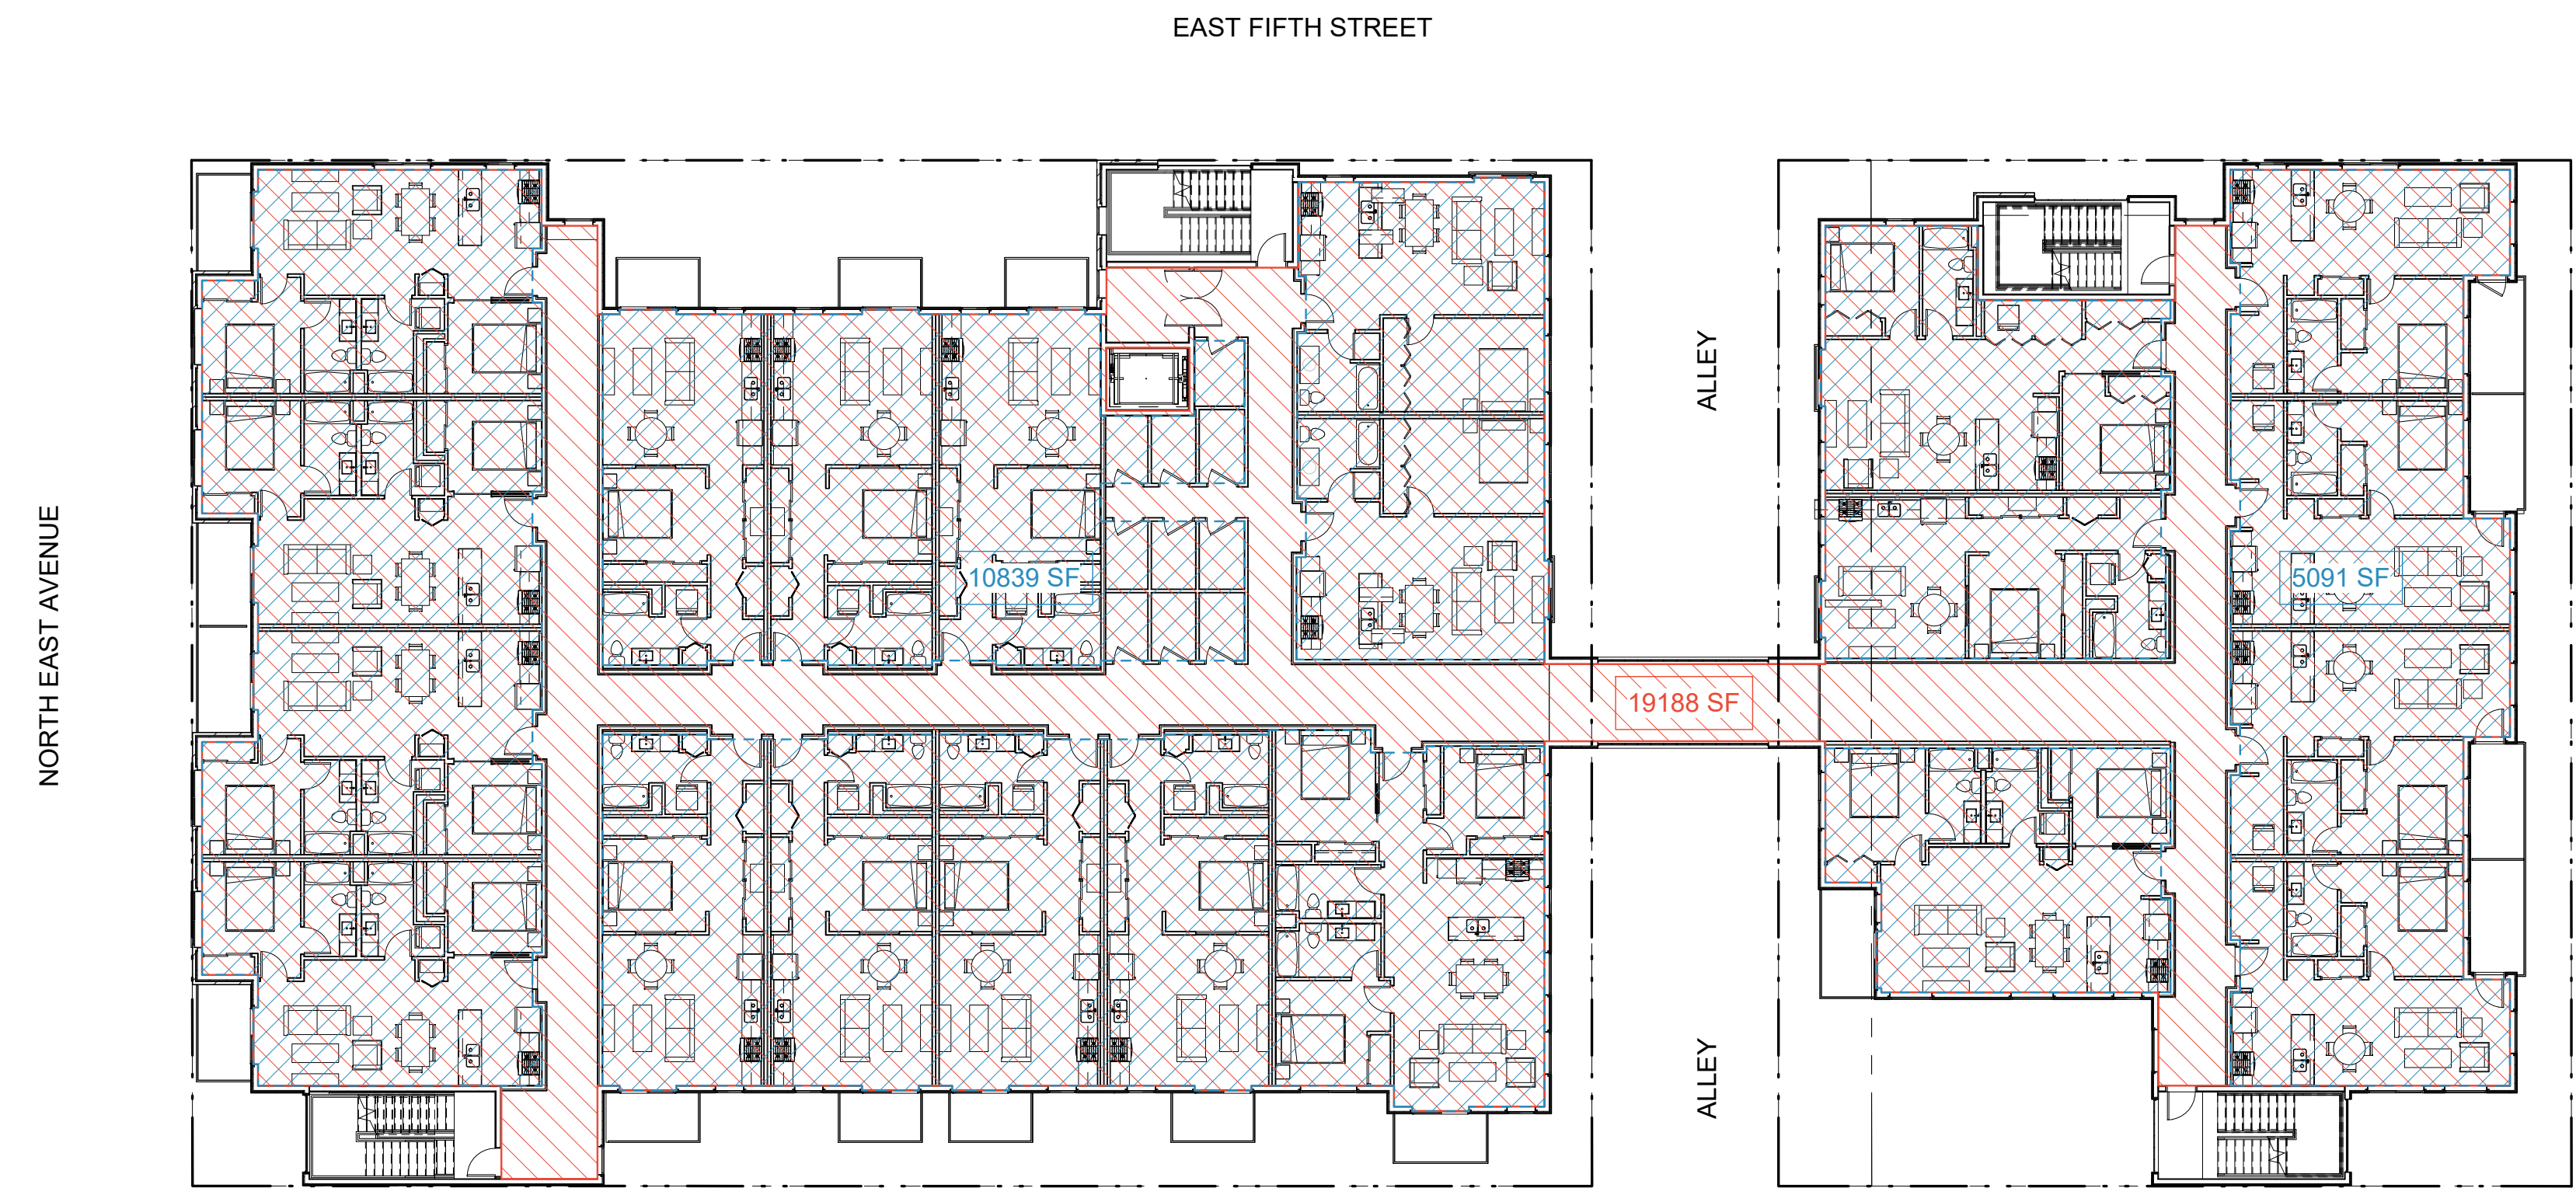 EAST FIFTH STREET
NORTH EAST AVENUE
ALLEY
10839 SF
5091 SF
19188 SF
ALLEY